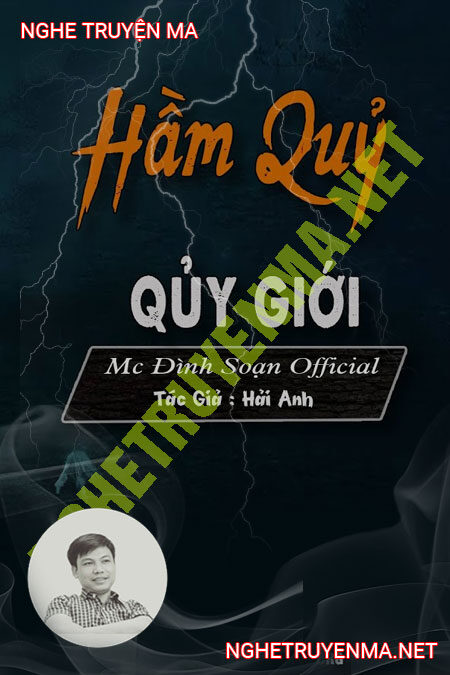 NGHE TRUYỆN MA
Hầm Quỷ
QỦY GIỚI
Mc Đình Soạn Official
Tác Giả : Hải Anh
NGHETRUYENMA.NET
NGHETRUYENMA.NET